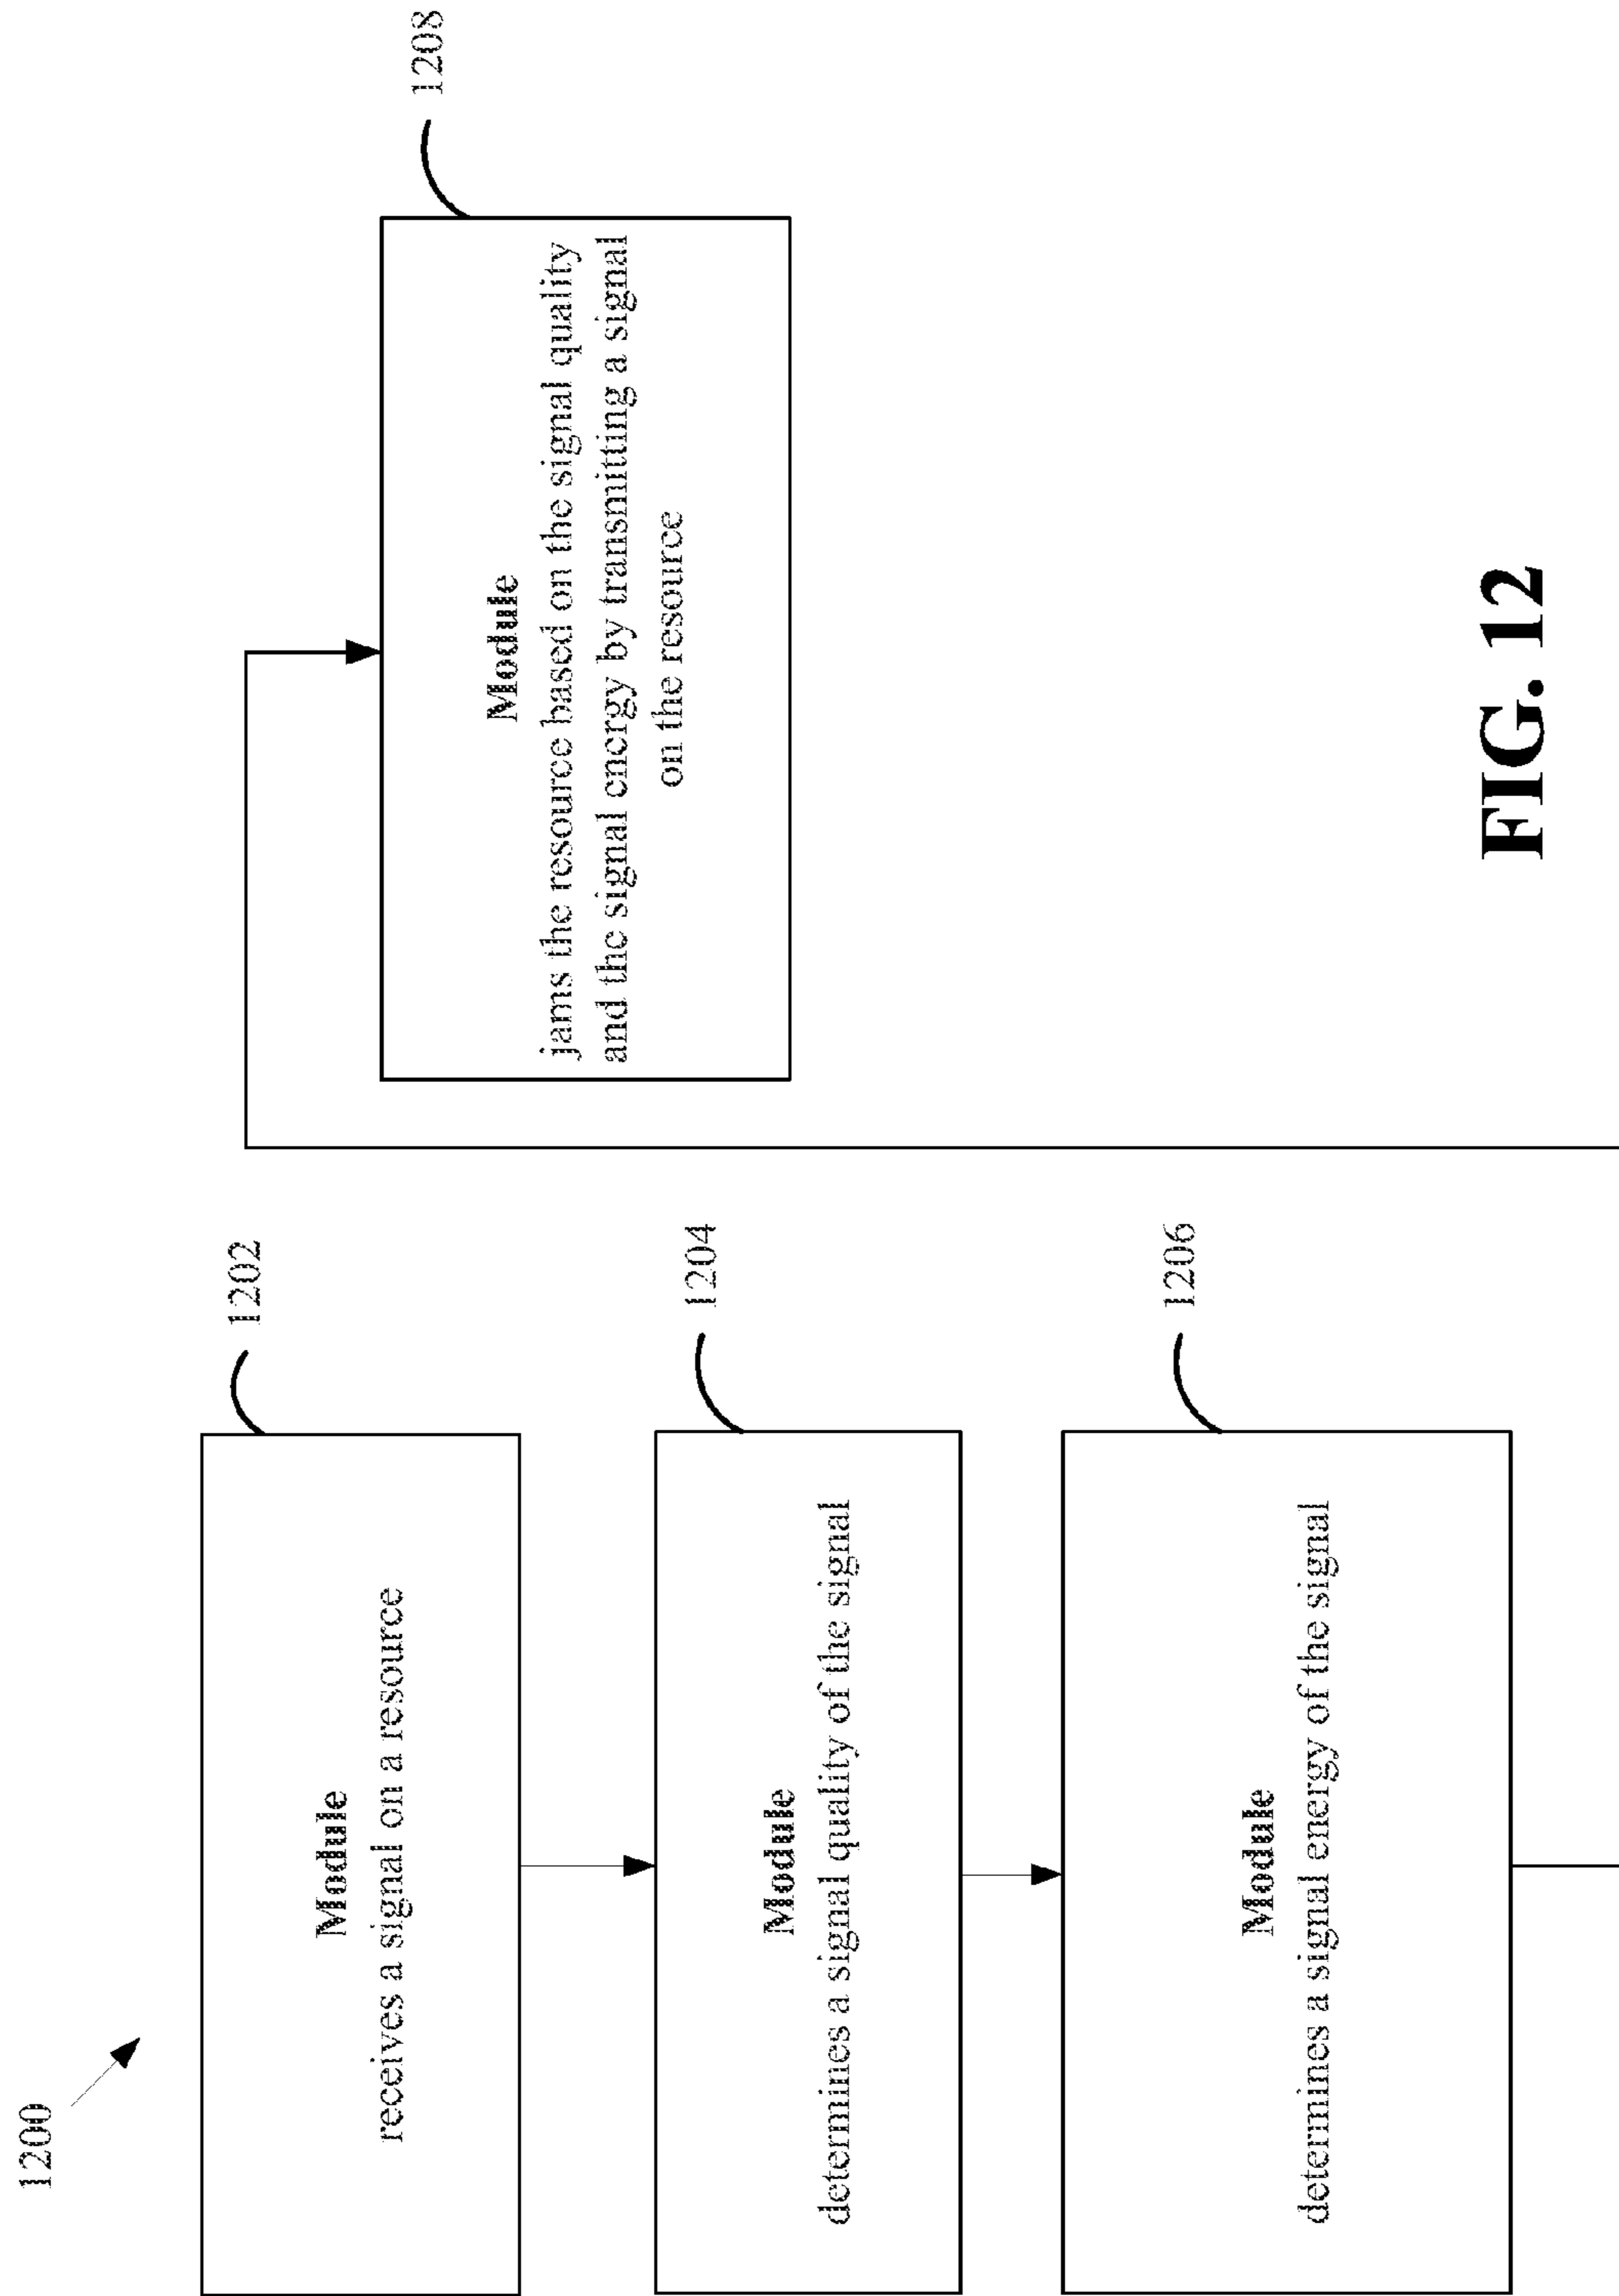 1200
1202
Module
receives a signal on a resource
1204
Module
determines a signal quality of the signal
1206
Module
determines a signal energy of the signal
1208
Module
jams the resource based on the signal quality
and the signal energy by transmitting a signal
on the resource
FIG. 12